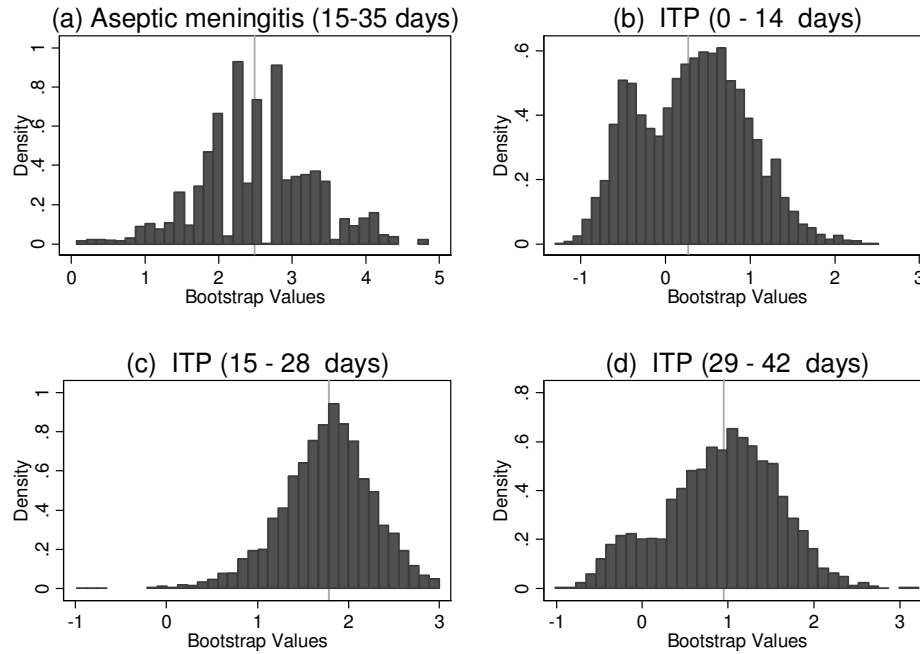 (a) Aseptic meningitis (15-35 days)
Density
0 .2 .4 .6 .8 1
0 1 2 3 4 5
Bootstrap Values
(b) ITP (0 - 14 days)
Density
0 .2 .4 .6
-1 0 1 2 3
Bootstrap Values
(c) ITP (15 - 28 days)
Density
0 .2 .4 .6 .8 1
-1 0 1 2 3
Bootstrap Values
(d) ITP (29 - 42 days)
Density
0 .2 .4 .6 .8
-1 0 1 2 3
Bootstrap Values